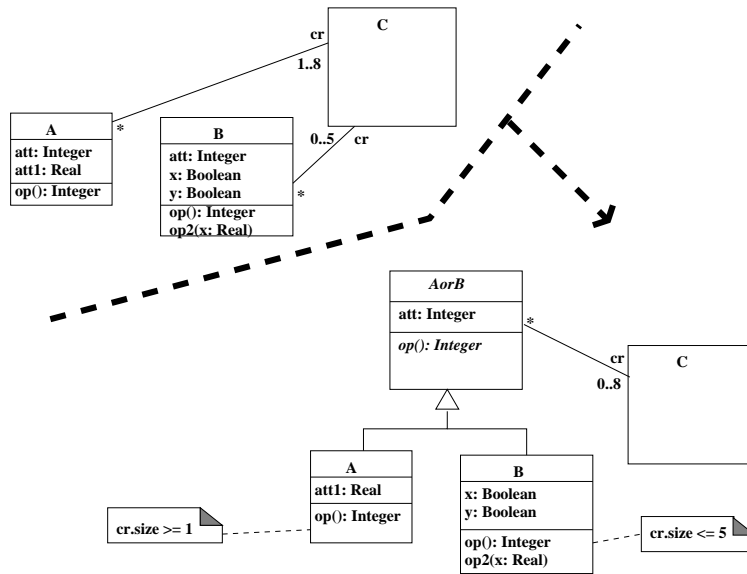 C
cr
1..8
*
A
att: Integer
att1: Real
op(): Integer
B
att: Integer
x: Boolean
y: Boolean
op(): Integer
op2(x: Real)
0..5
cr
*
AorB
att: Integer
op(): Integer
*
cr
0..8
C
A
att1: Real
op(): Integer
B
x: Boolean
y: Boolean
op(): Integer
op2(x: Real)
cr.size >= 1
cr.size <= 5